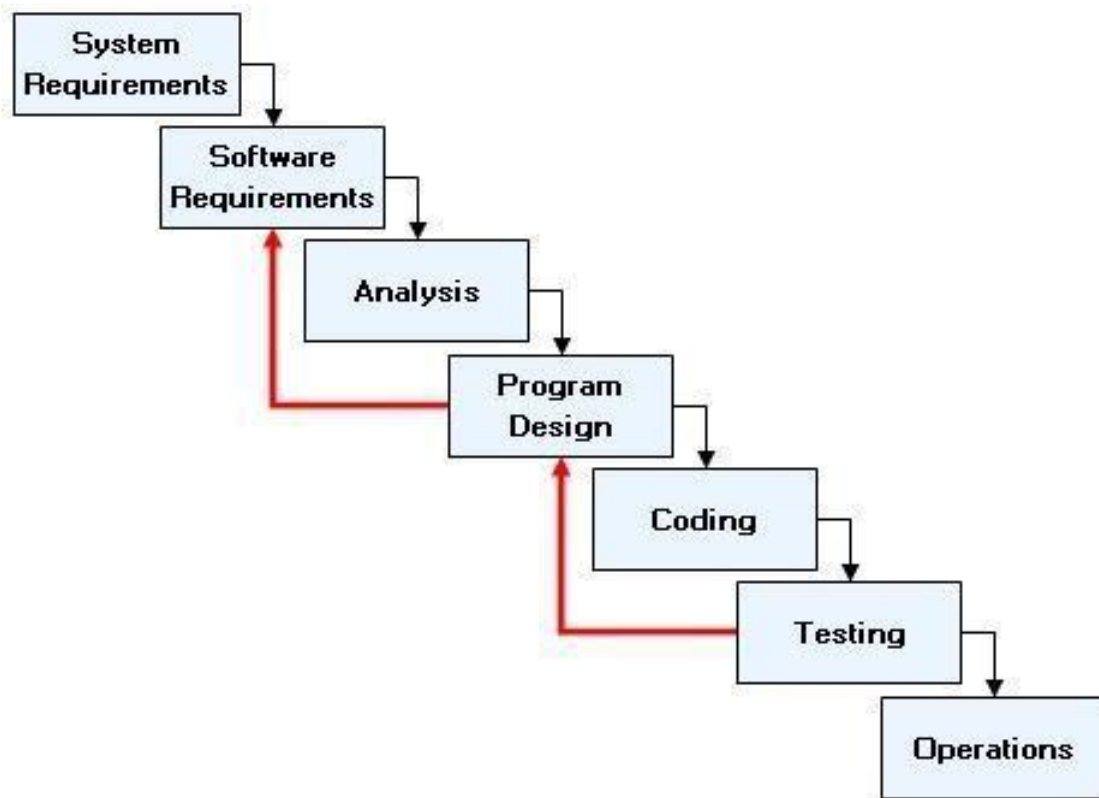 System
Requirements
Software
Requirements
Analysis
Program
Design
Coding
Testing
Operations